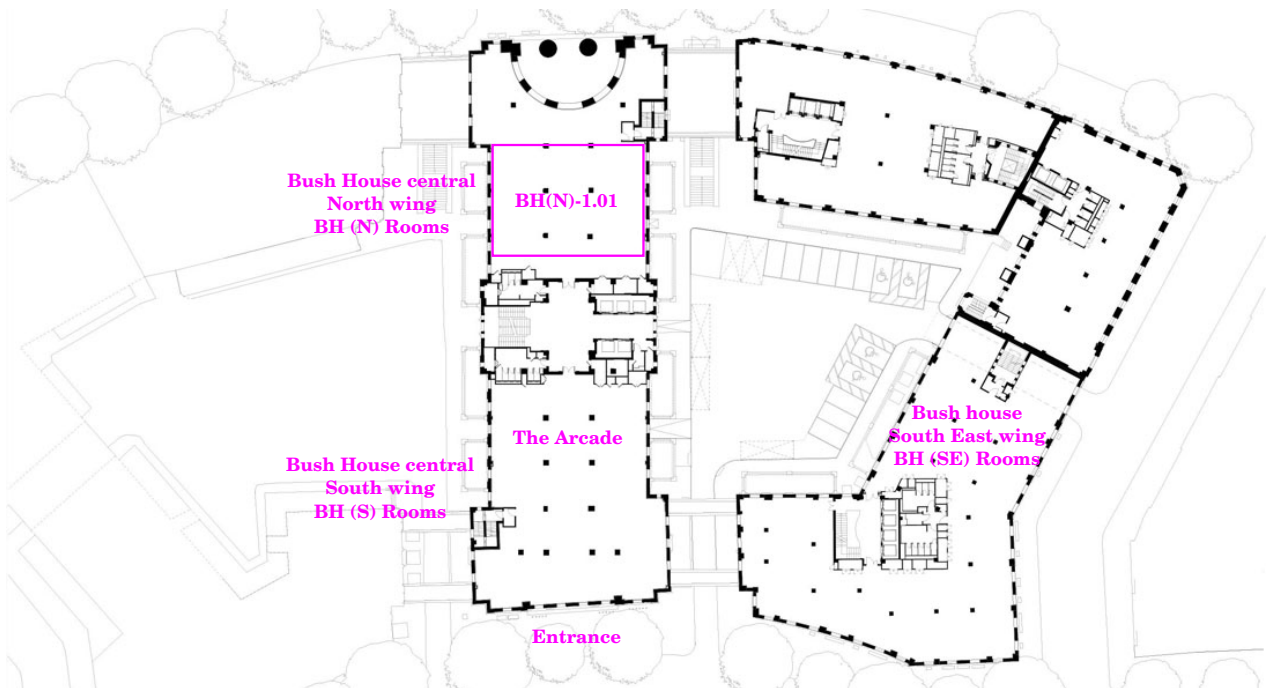 Bush House central
North wing
BH (N) Rooms
BH(N)-1.01
The Arcade
Bush House central
South wing
BH (S) Rooms
Bush house
South East wing
BH (SE) Rooms
Entrance